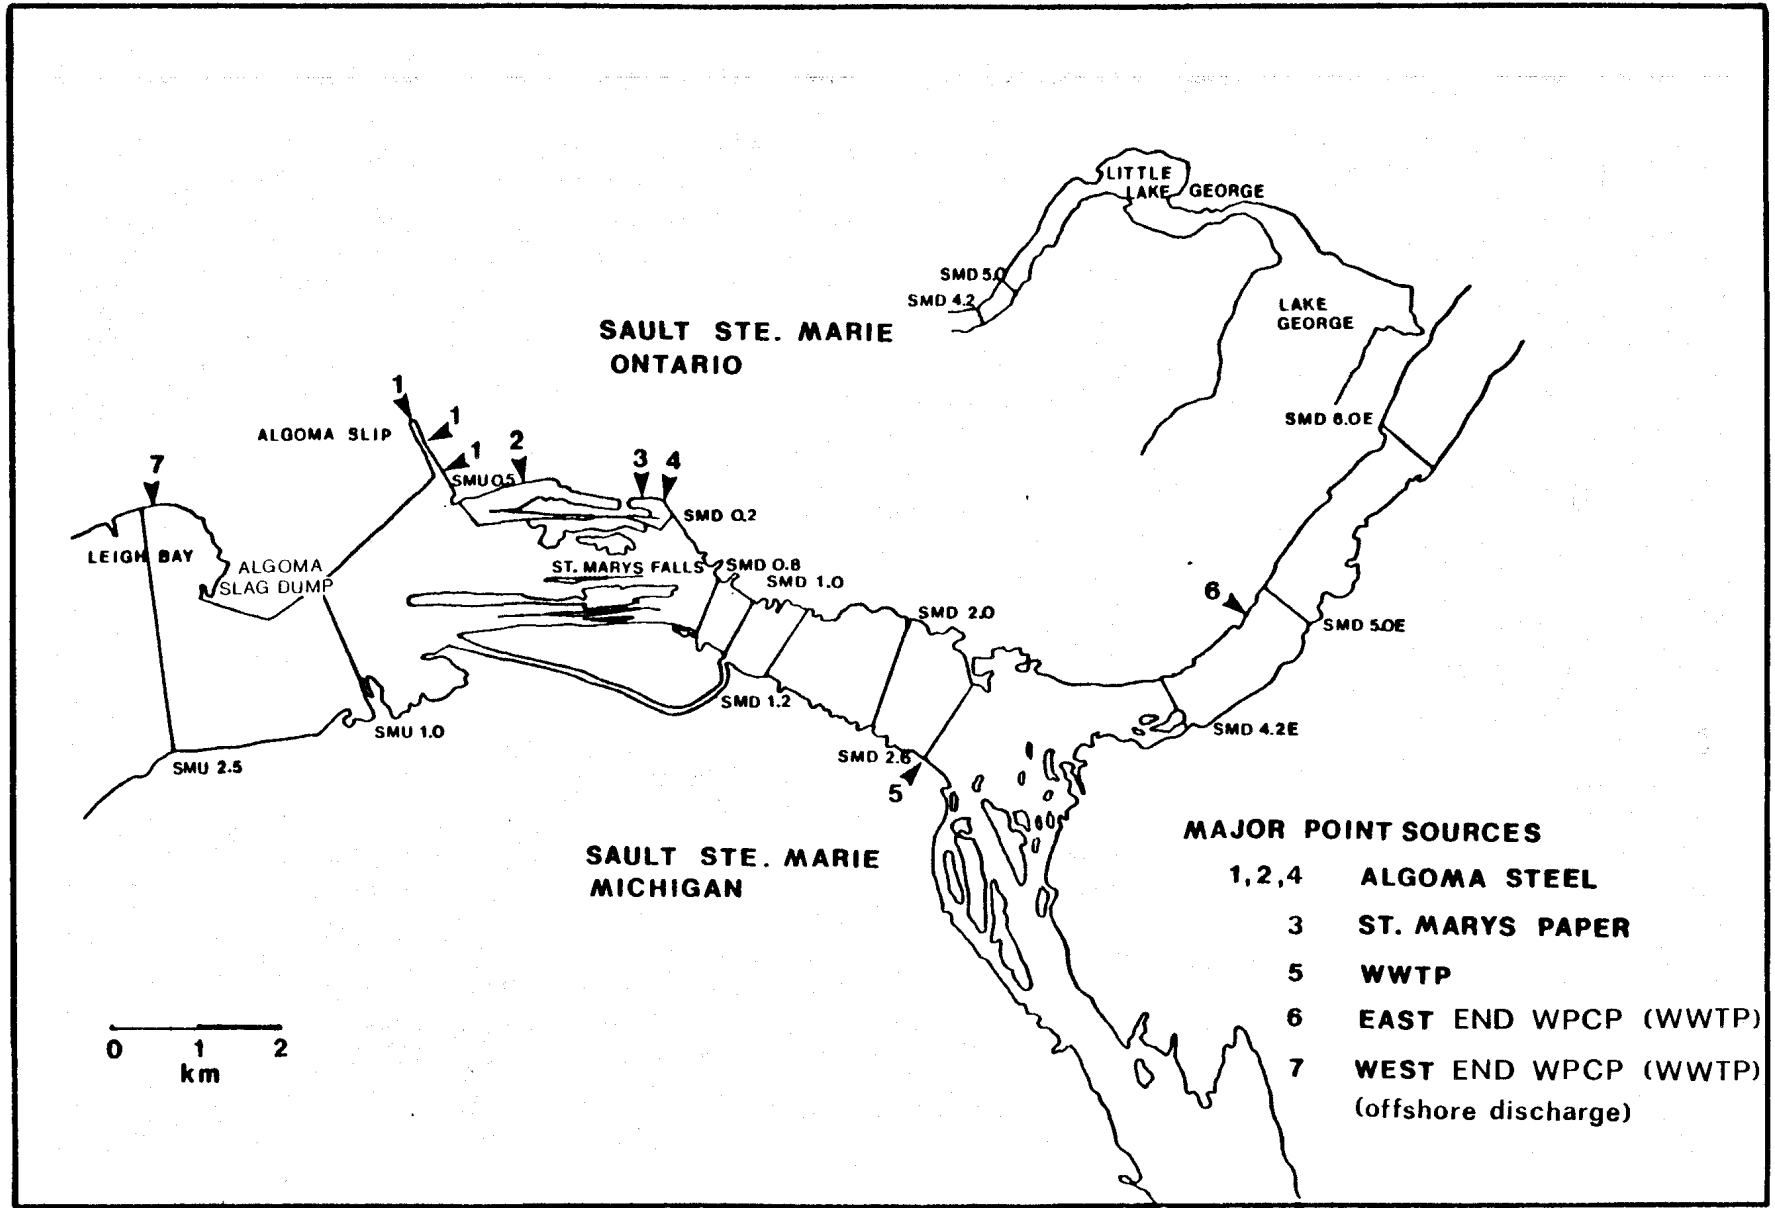 LITTLE
LAKE GEORGE
SMD 5.0
SMD 4.2
LAKE
GEORGE
SAULT STE. MARIE
ONTARIO
1
1
1
ALGOMA SLIP
SMD 6.0E
2
3
4
7
SMU 0.5
SMD 0.2
LEIGH BAY
ALGOMA
SLAG DUMP
ST. MARYS FALLS
SMD 0.8
SMD 1.0
6
SMD 2.0
SMD 5.0E
SMD 1.2
SMU 1.0
SMD 4.2E
SMD 2.6
SMU 2.5
5
SAULT STE. MARIE
MICHIGAN
MAJOR POINT SOURCES
1,2,4 ALGOMA STEEL
3 ST. MARYS PAPER
5 WWTP
6 EAST END WPCP (WWTP)
7 WEST END WPCP (WWTP)
(offshore discharge)
0 1 2
km